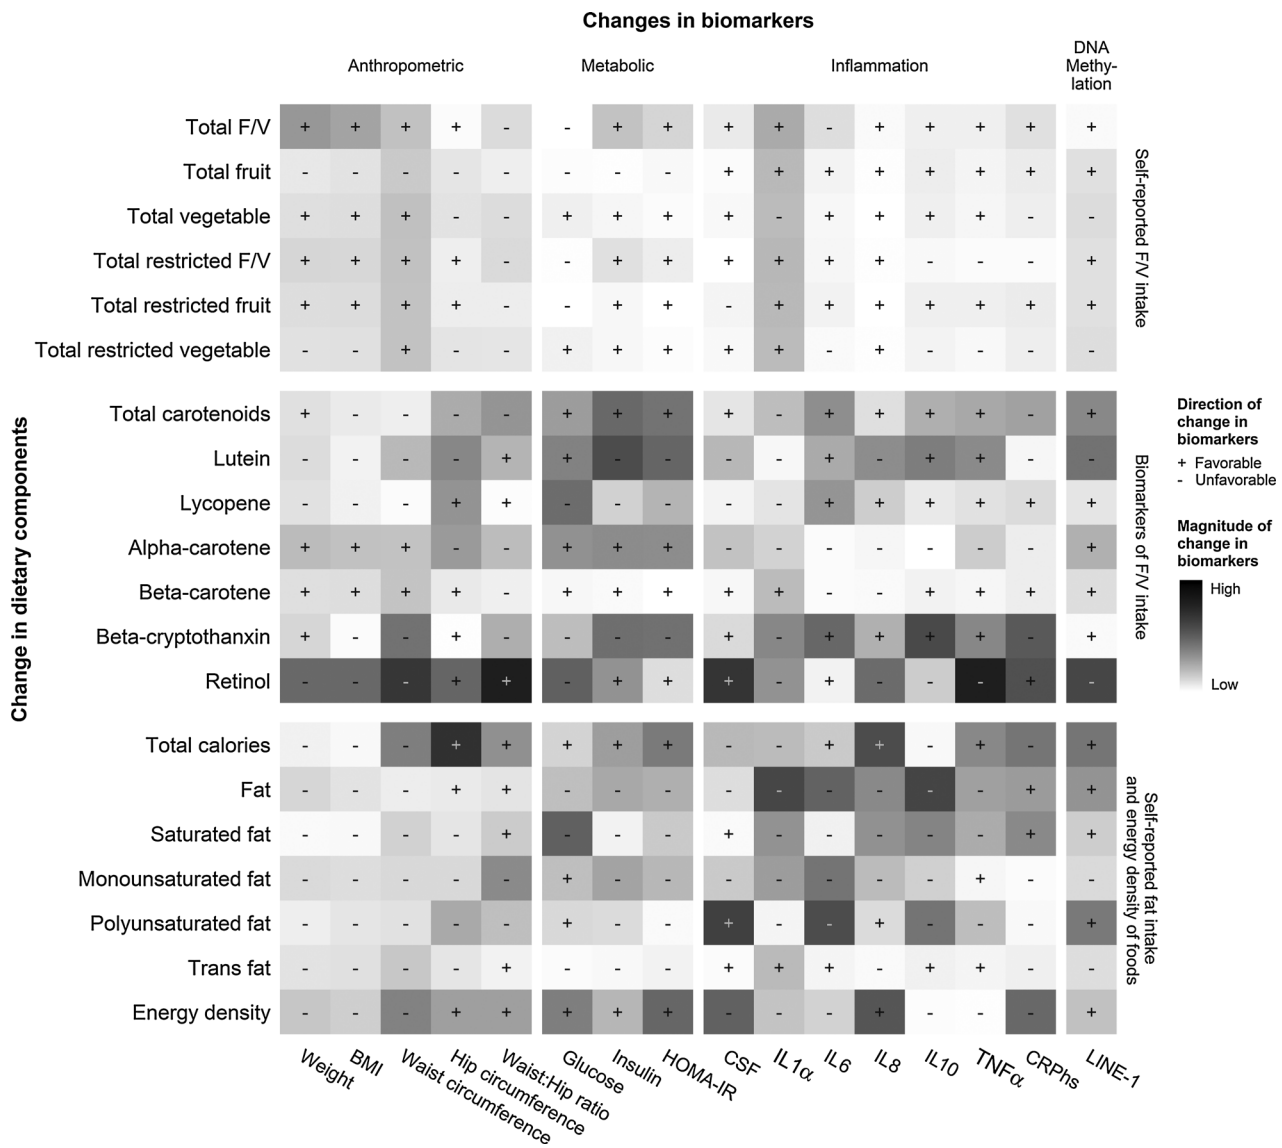 Changes in biomarkers
Anthropometric
Metabolic
Inflammation
DNA
Methy-
lation
Total F/V + + + + - - + + + + - + + + + +
Total fruit - - - - - - - - + + + + + + + +
Total vegetable + + + - - + + + + - + + + + - -
Total restricted F/V + + + + - - + + + + + + - - - +
Total restricted fruit + + + + - - + + - + + + + + + +
Total restricted vegetable - - + - - + + + + + - + - - - -
Self-reported F/V intake
Total carotenoids + - - - - + + + + - + + + + - +
Lutein - - - - + + - - - - + - + + - -
Lycopene - - - + + - - - - - + + + + + +
Alpha-carotene + + + - - + + + - - - - - - - +
Beta-carotene + + + + - + + + + + - - + + + +
Beta-cryptothanxin + - - + - - - - + - + + + + - +
Retinol - - - + + - + + + - + - - - + -
Biomarkers of F/V intake
Total calories - - - + + + + + - - + + - + - +
Fat - - - + + - - - - - - - - - + +
Saturated fat - - - - + - - - + - - - - - + +
Monounsaturated fat - - - - - + - - - - - - - + - -
Polyunsaturated fat - - - - - + - - + - - + - - - +
Trans fat - - - - + - - - + + + - + + - -
Energy density - - - + + + + + - - - + - - - +
Self-reported fat intake
and energy density of foods
Change in dietary components
Weight
BMI
Waist circumference
Hip circumference
Waist:Hip ratio
Glucose
Insulin
HOMA-IR
CSF
IL1α
IL6
IL8
IL10
TNFα
CRPhs
LINE-1
Direction of
change in
biomarkers
+ Favorable
- Unfavorable
Magnitude of
change in
biomarkers
High
Low